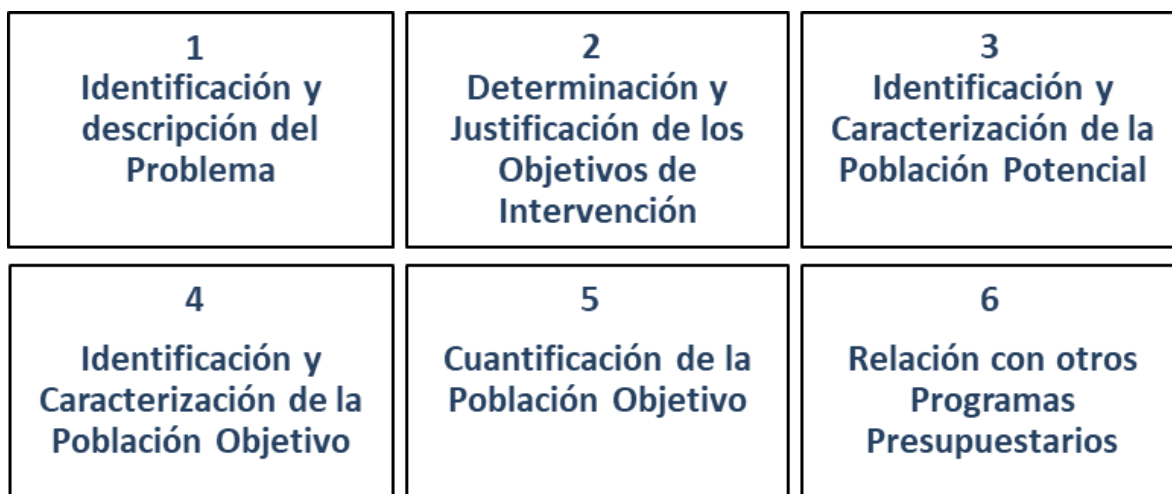 1
Identificación y
descripción del
Problema
2
Determinación y
Justificación de los
Objetivos de
Intervención
3
Identificación y
Caracterización de la
Población Potencial
4
Identificación y
Caracterización de la
Población Objetivo
5
Cuantificación de la
Población Objetivo
6
Relación con otros
Programas
Presupuestarios